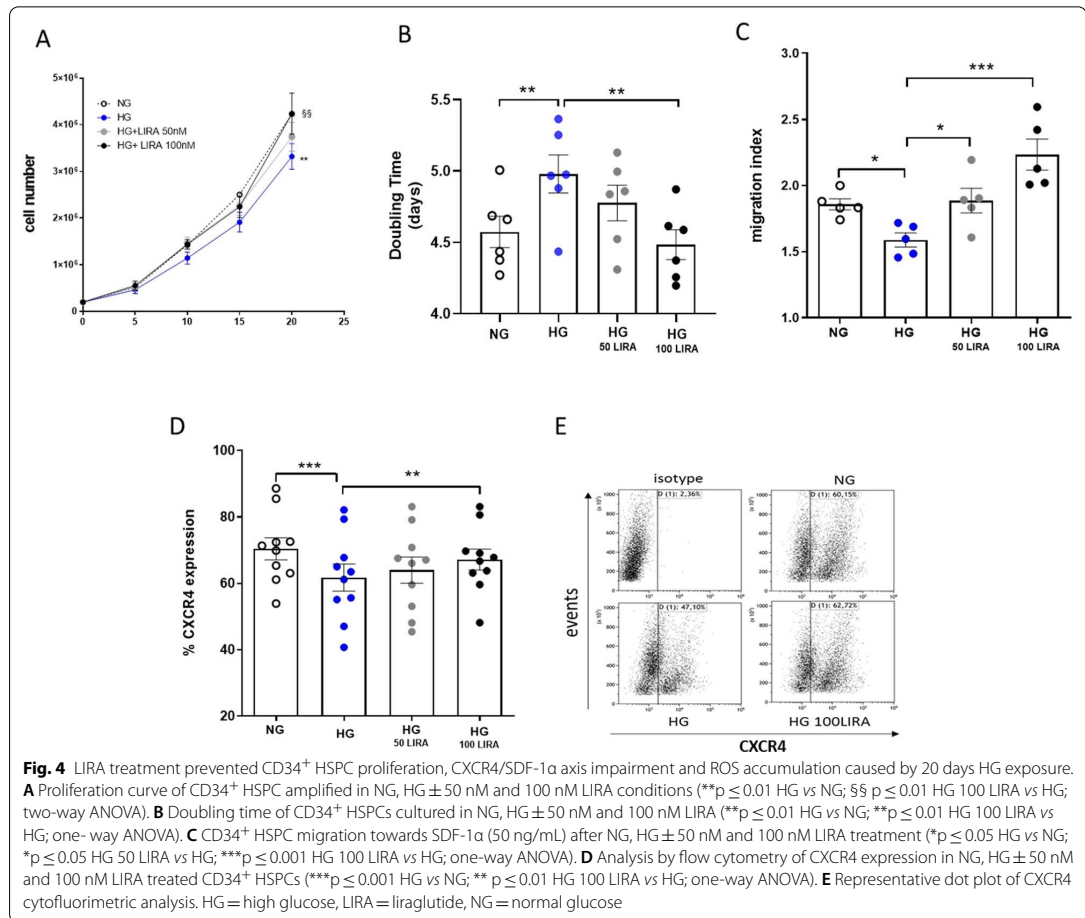 A
5×10⁶
4×10⁶
3×10⁶
2×10⁶
1×10⁶
0
cell number
NG
HG
HG+LIRA 50nM
HG+ LIRA 100nM
§§
**
0 5 10 15 20 25
B
5.5
5.0
4.5
4.0
Doubling Time
(days)
** **
NG HG HG HG
50 LIRA 100 LIRA
C
3.0
2.5
2.0
1.5
1.0
migration index
***
*
*
NG HG HG HG
50 LIRA 100 LIRA
D
100
80
60
40
20
% CXCR4 expression
*** **
NG HG HG HG
50 LIRA 100 LIRA
E
isotype NG
D (1): 2,36% D (1): 60,15%
D (1): 47,10% D (1): 62,72%
events
HG HG 100LIRA
CXCR4
Fig. 4 LIRA treatment prevented CD34⁺ HSPC proliferation, CXCR4/SDF-1α axis impairment and ROS accumulation caused by 20 days HG exposure.
A Proliferation curve of CD34⁺ HSPC amplified in NG, HG ± 50 nM and 100 nM LIRA conditions (**p ≤ 0.01 HG vs NG; §§ p ≤ 0.01 HG 100 LIRA vs HG;
two-way ANOVA). B Doubling time of CD34⁺ HSPCs cultured in NG, HG ± 50 nM and 100 nM LIRA (**p ≤ 0.01 HG vs NG; **p ≤ 0.01 HG 100 LIRA vs
HG; one- way ANOVA). C CD34⁺ HSPC migration towards SDF-1α (50 ng/mL) after NG, HG ± 50 nM and 100 nM LIRA treatment (*p ≤ 0.05 HG vs NG;
*p ≤ 0.05 HG 50 LIRA vs HG; ***p ≤ 0.001 HG 100 LIRA vs HG; one-way ANOVA). D Analysis by flow cytometry of CXCR4 expression in NG, HG ± 50 nM
and 100 nM LIRA treated CD34⁺ HSPCs (***p ≤ 0.001 HG vs NG; ** p ≤ 0.01 HG 100 LIRA vs HG; one-way ANOVA). E Representative dot plot of CXCR4
cytofluorimetric analysis. HG = high glucose, LIRA = liraglutide, NG = normal glucose